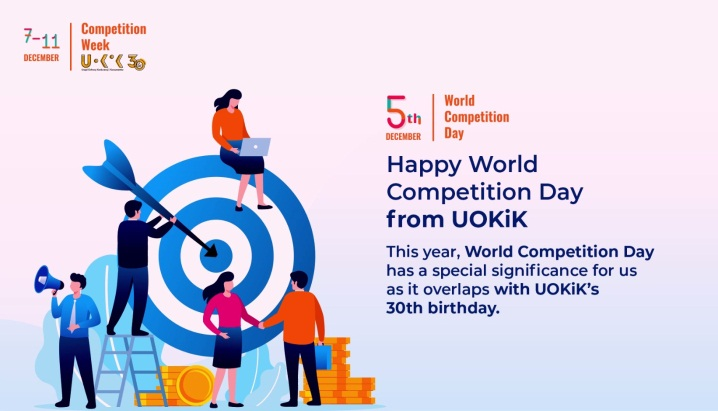 7-11
DECEMBER
Competition
Week
UOKiK 30
5th
DECEMBER
World
Competition
Day
Happy World
Competition Day
from UOKiK
This year, World Competition Day
has a special significance for us
as it overlaps with UOKiK's
30th birthday.